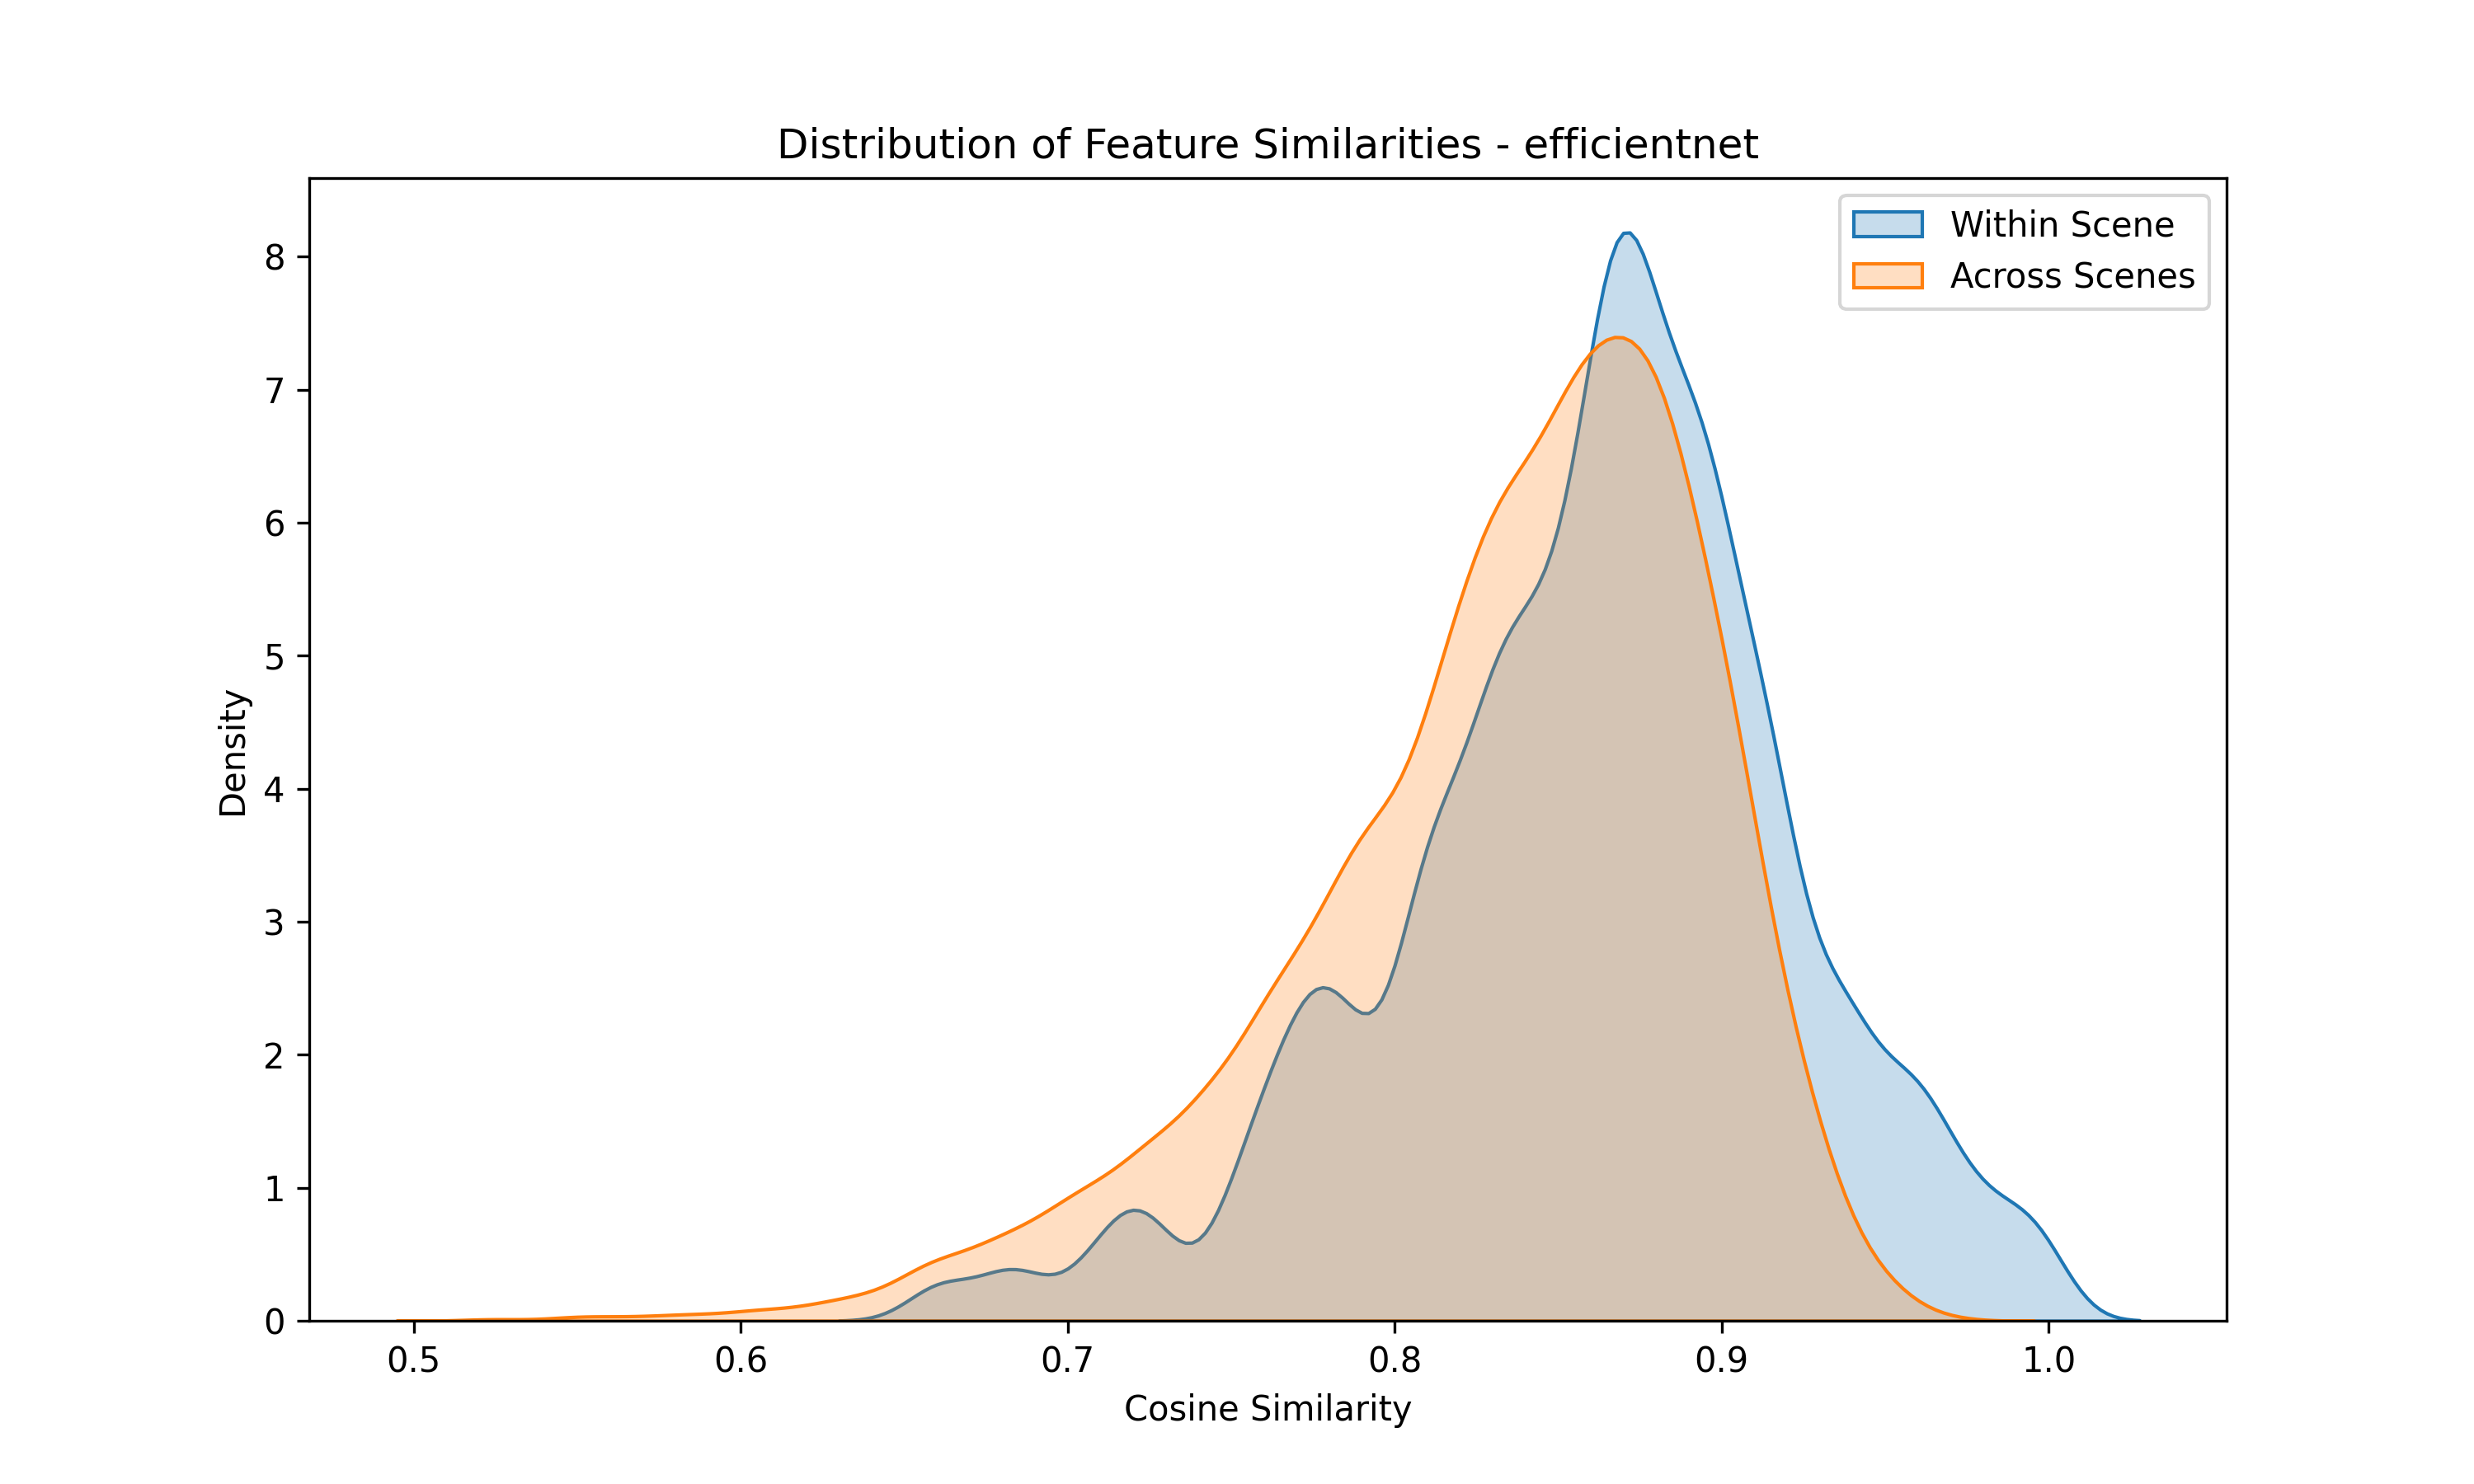 Distribution of Feature Similarities - efficientnet
Within Scene
Across Scenes
8
7
6
5
4
3
2
1
0
Density
0.5 0.6 0.7 0.8 0.9 1.0
Cosine Similarity